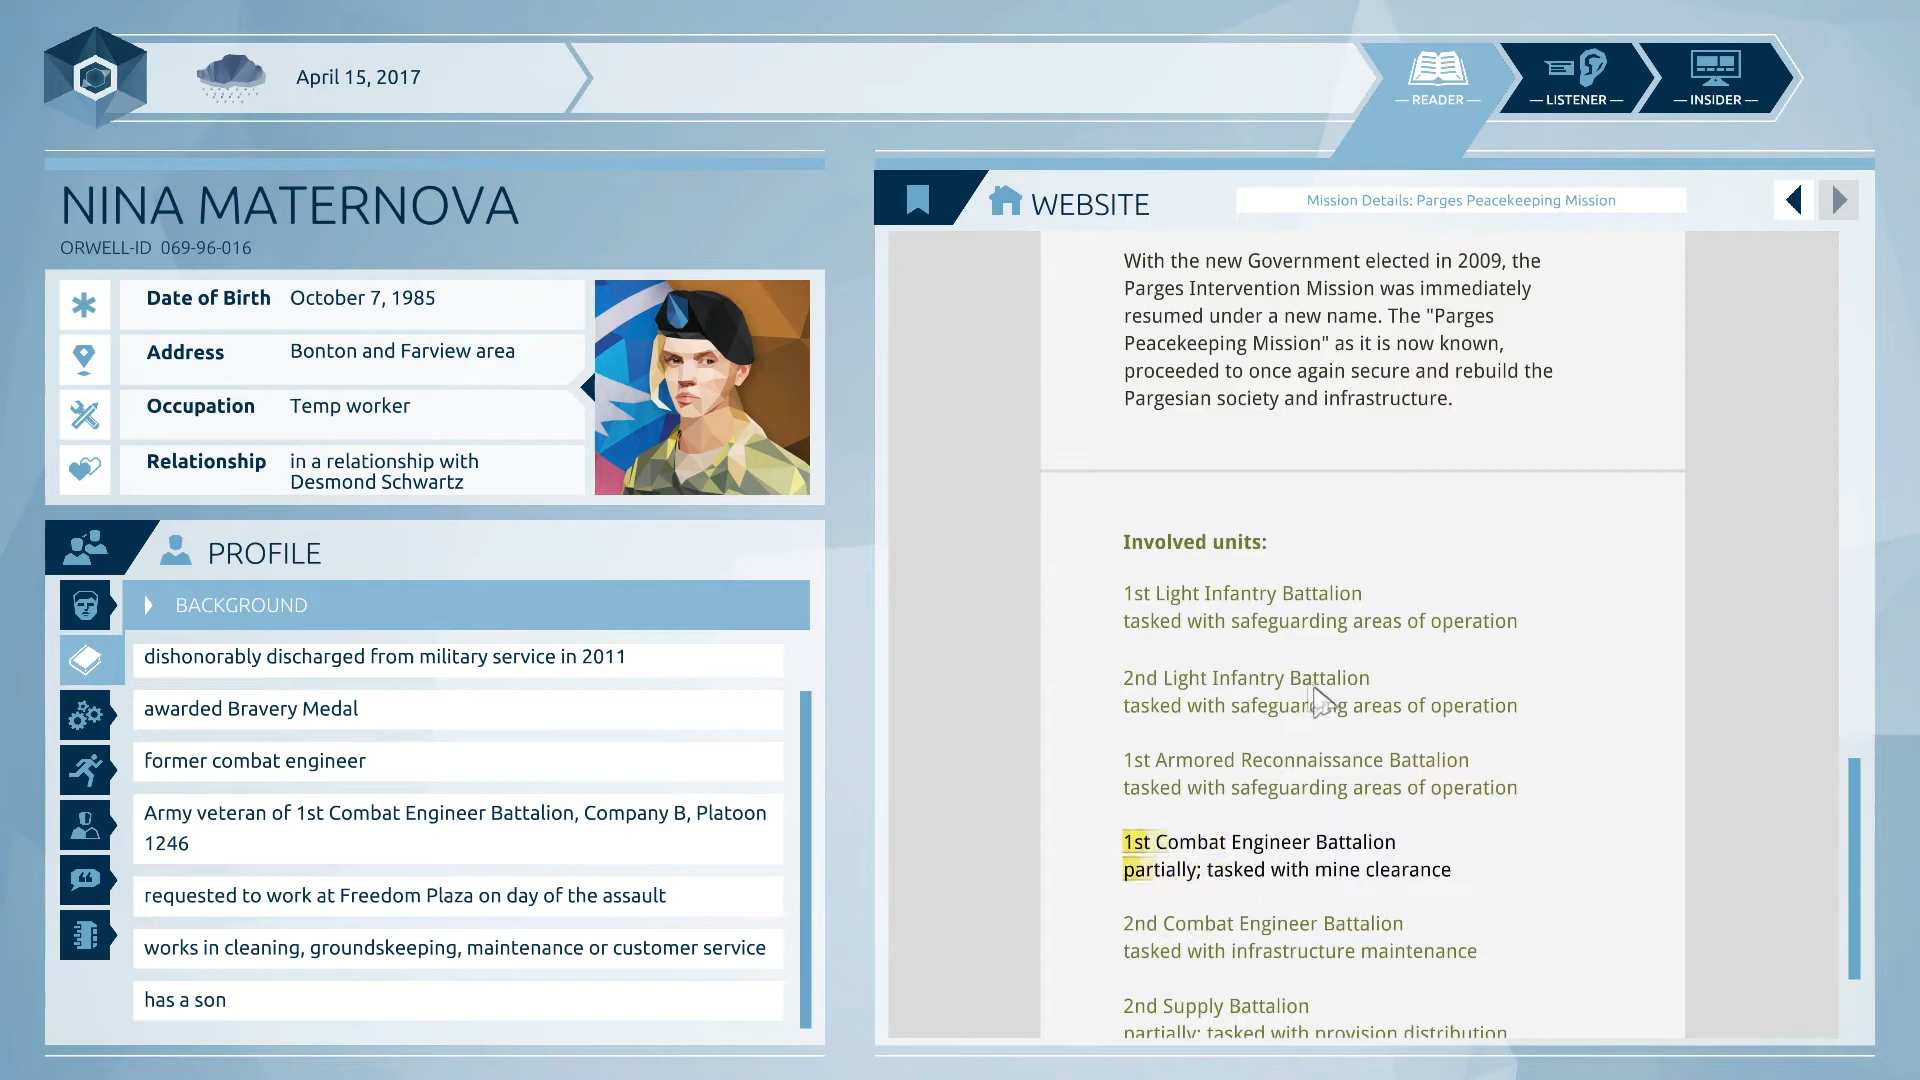 April 15, 2017
— READER —
— LISTENER —
— INSIDER —
NINA MATERNOVA
ORWELL-ID 069-96-016
Date of Birth October 7, 1985
Address Bonton and Farview area
Occupation Temp worker
Relationship in a relationship with
Desmond Schwartz
PROFILE
BACKGROUND
dishonorably discharged from military service in 2011
awarded Bravery Medal
former combat engineer
Army veteran of 1st Combat Engineer Battalion, Company B, Platoon
1246
requested to work at Freedom Plaza on day of the assault
works in cleaning, groundskeeping, maintenance or customer service
has a son
WEBSITE
Mission Details: Parges Peacekeeping Mission
With the new Government elected in 2009, the
Parges Intervention Mission was immediately
resumed under a new name. The "Parges
Peacekeeping Mission" as it is now known,
proceeded to once again secure and rebuild the
Pargesian society and infrastructure.
Involved units:
1st Light Infantry Battalion
tasked with safeguarding areas of operation
2nd Light Infantry Battalion
tasked with safeguarding areas of operation
1st Armored Reconnaissance Battalion
tasked with safeguarding areas of operation
1st Combat Engineer Battalion
partially; tasked with mine clearance
2nd Combat Engineer Battalion
tasked with infrastructure maintenance
2nd Supply Battalion
partially; tasked with provision distribution